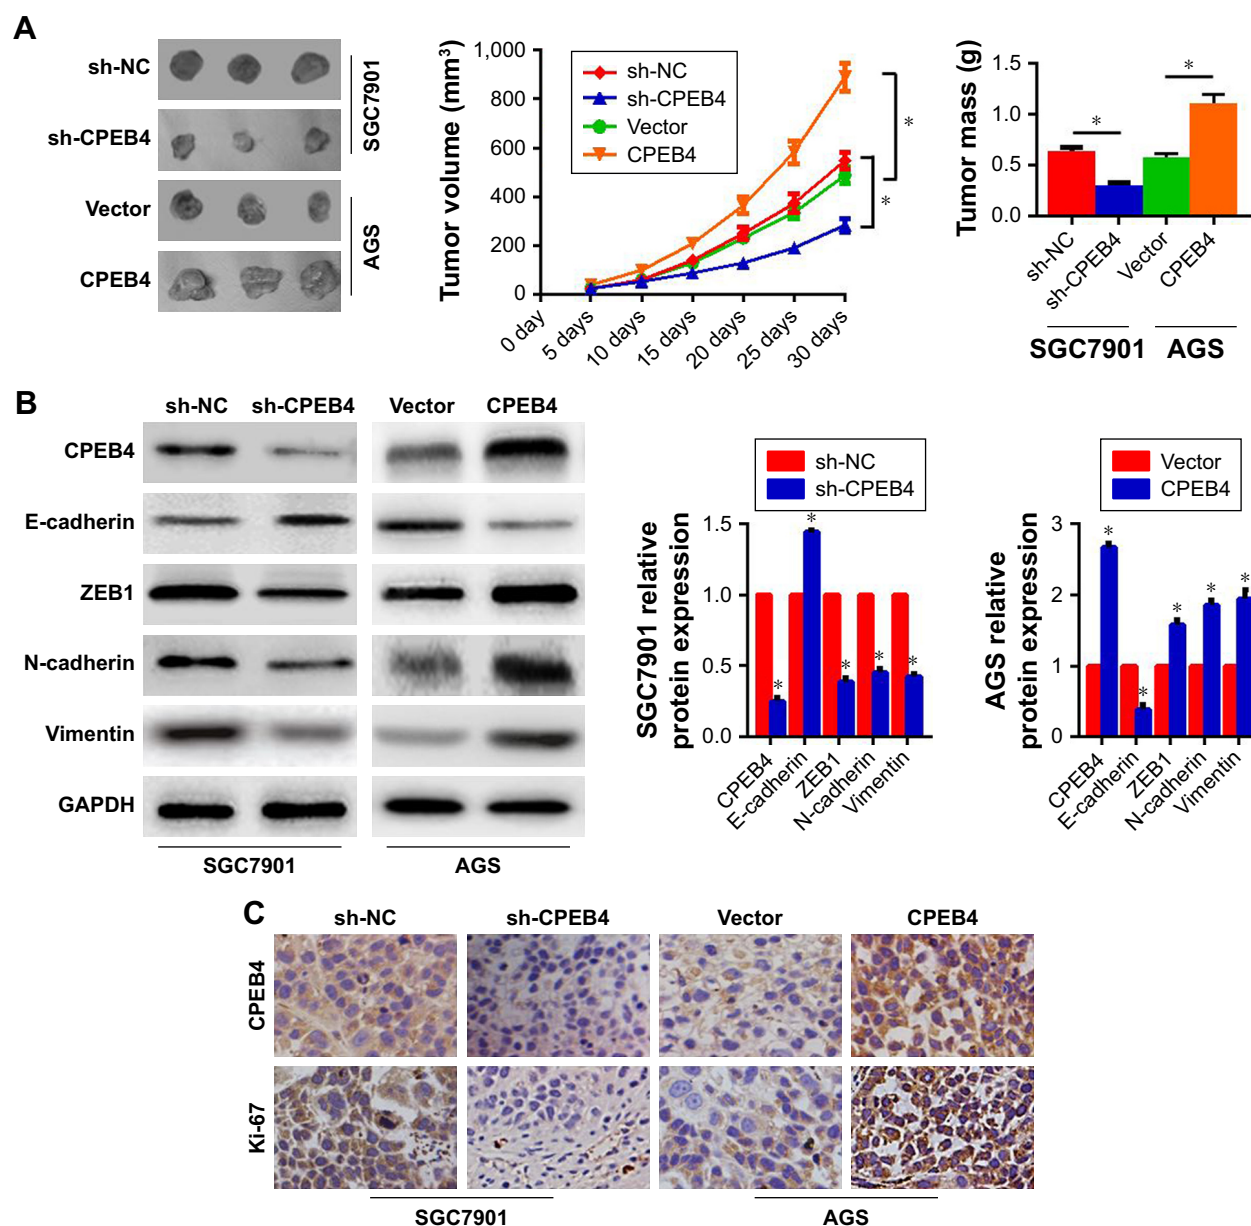 A
sh-NC
sh-CPEB4
Vector
CPEB4
SGC7901
AGS
Tumor volume (mm³)
1,000
800
600
400
200
0
0 day
5 days
10 days
15 days
20 days
25 days
30 days
sh-NC
sh-CPEB4
Vector
CPEB4
*
*
Tumor mass (g)
1.5
1.0
0.5
0.0
*
*
sh-NC
sh-CPEB4
Vector
CPEB4
SGC7901
AGS
B
sh-NC
sh-CPEB4
Vector
CPEB4
CPEB4
E-cadherin
ZEB1
N-cadherin
Vimentin
GAPDH
SGC7901
AGS
sh-NC
sh-CPEB4
SGC7901 relative
protein expression
1.5
1.0
0.5
0.0
*
*
*
*
*
CPEB4
E-cadherin
ZEB1
N-cadherin
Vimentin
Vector
CPEB4
AGS relative
protein expression
3
2
1
0
*
*
*
*
*
CPEB4
E-cadherin
ZEB1
N-cadherin
Vimentin
C
sh-NC
sh-CPEB4
Vector
CPEB4
CPEB4
Ki-67
SGC7901
AGS